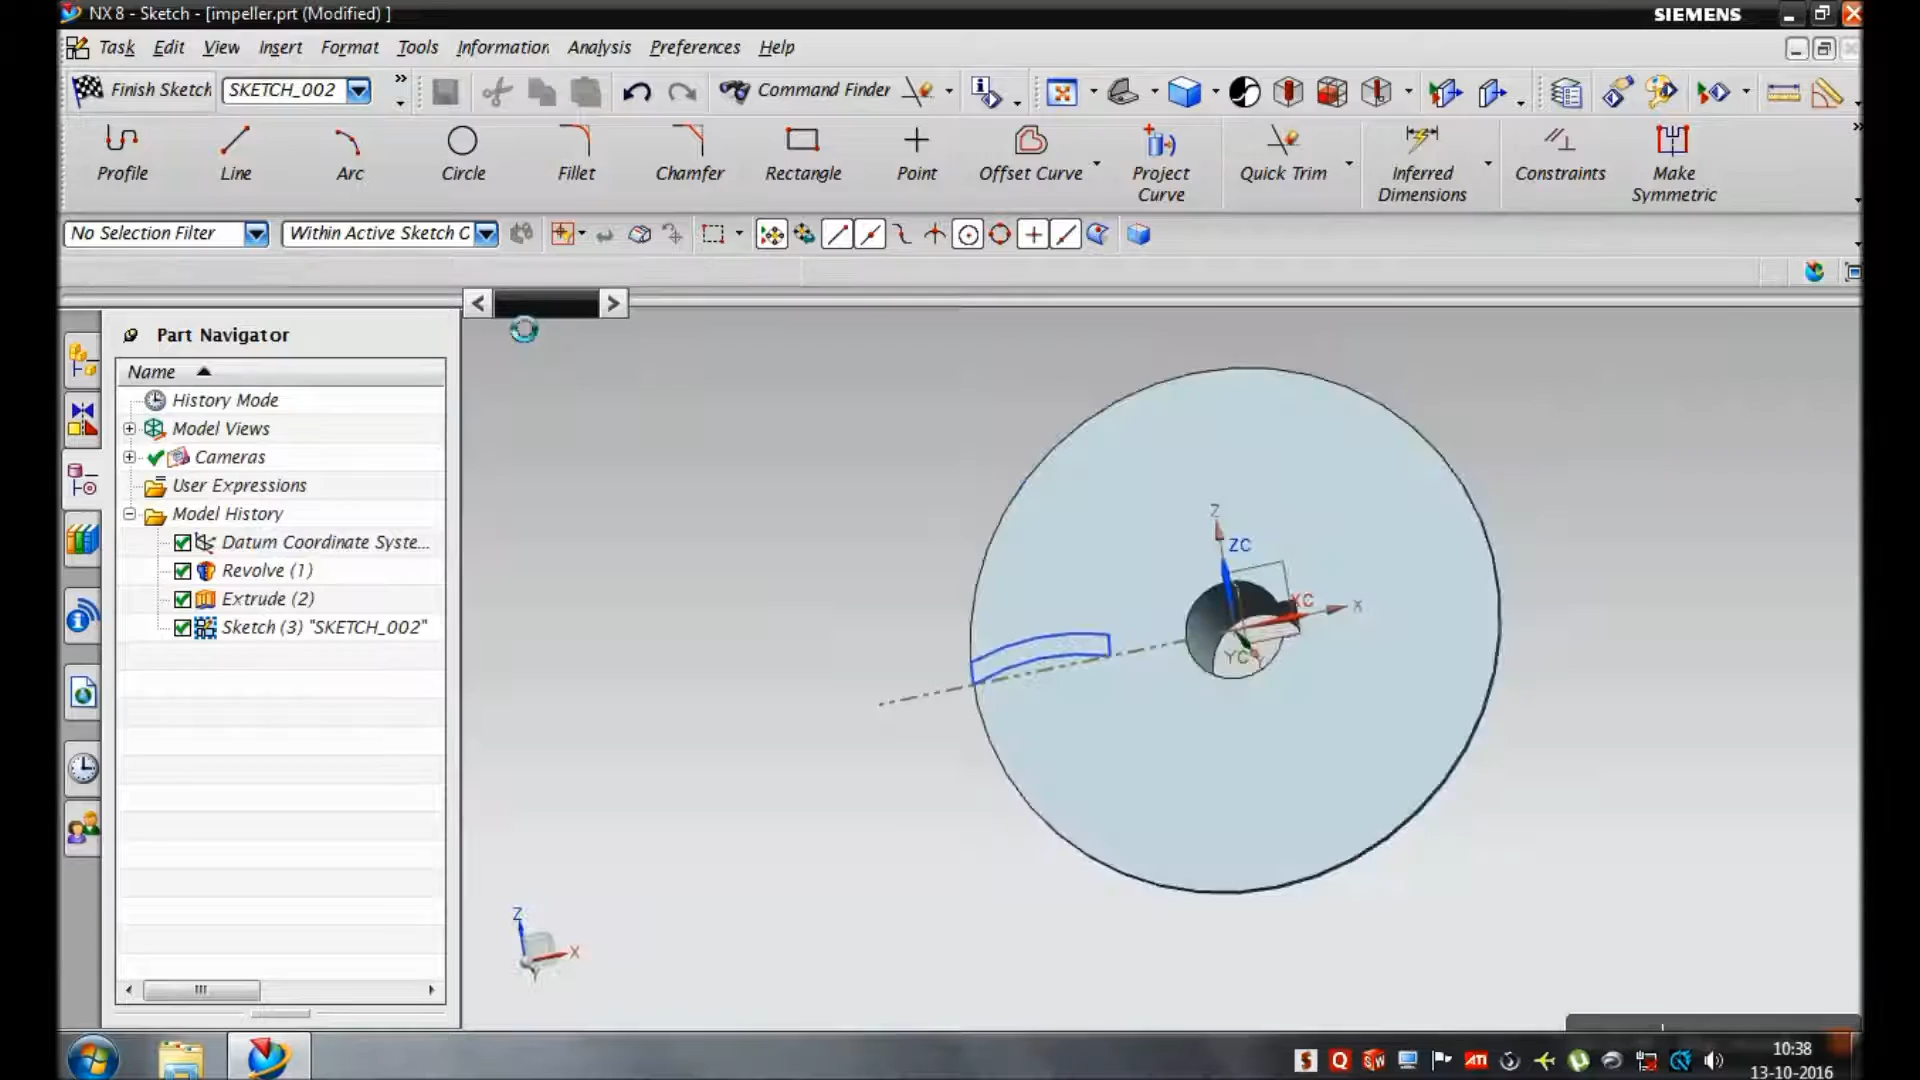 NX 8 - Sketch - [impeller.prt (Modified) ]
SIEMENS
Task Edit View Insert Format Tools Information Analysis Preferences Help
Finish Sketch SKETCH_002 Command Finder
Profile Line Arc Circle Fillet Chamfer Rectangle Point Offset Curve Project Curve Quick Trim Inferred Dimensions Constraints Make Symmetric
No Selection Filter Within Active Sketch C
Part Navigator
Name
History Mode
Model Views
Cameras
User Expressions
Model History
Datum Coordinate Syste...
Revolve (1)
Extrude (2)
Sketch (3) "SKETCH_002"
Z
ZC
XC
X
YC
Y
Z
X
Y
10:38
13-10-2016